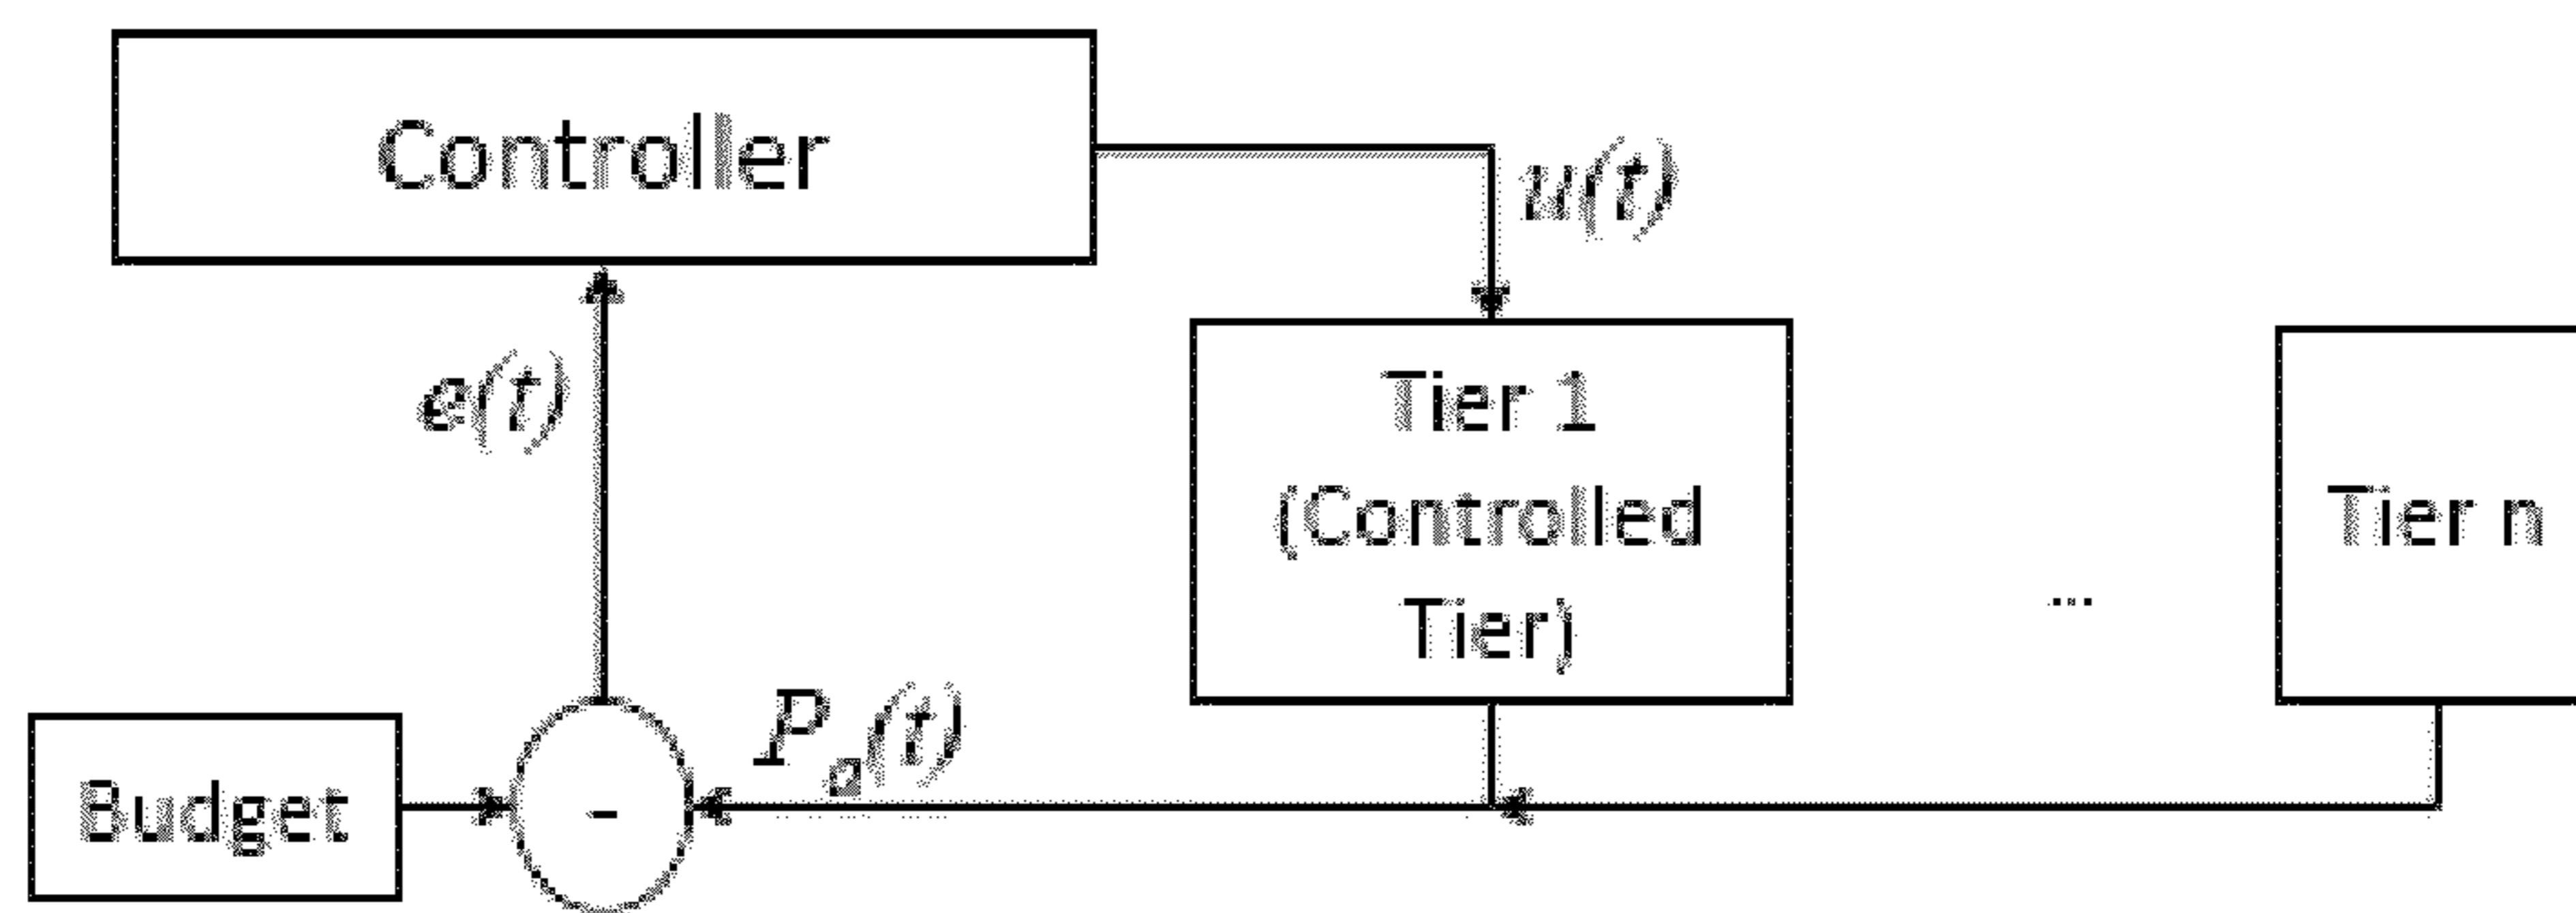 Controller
u(t)
e(t)
Tier 1
(Controlled
Tier)
...
Tier n
P_a(t)
Budget
-